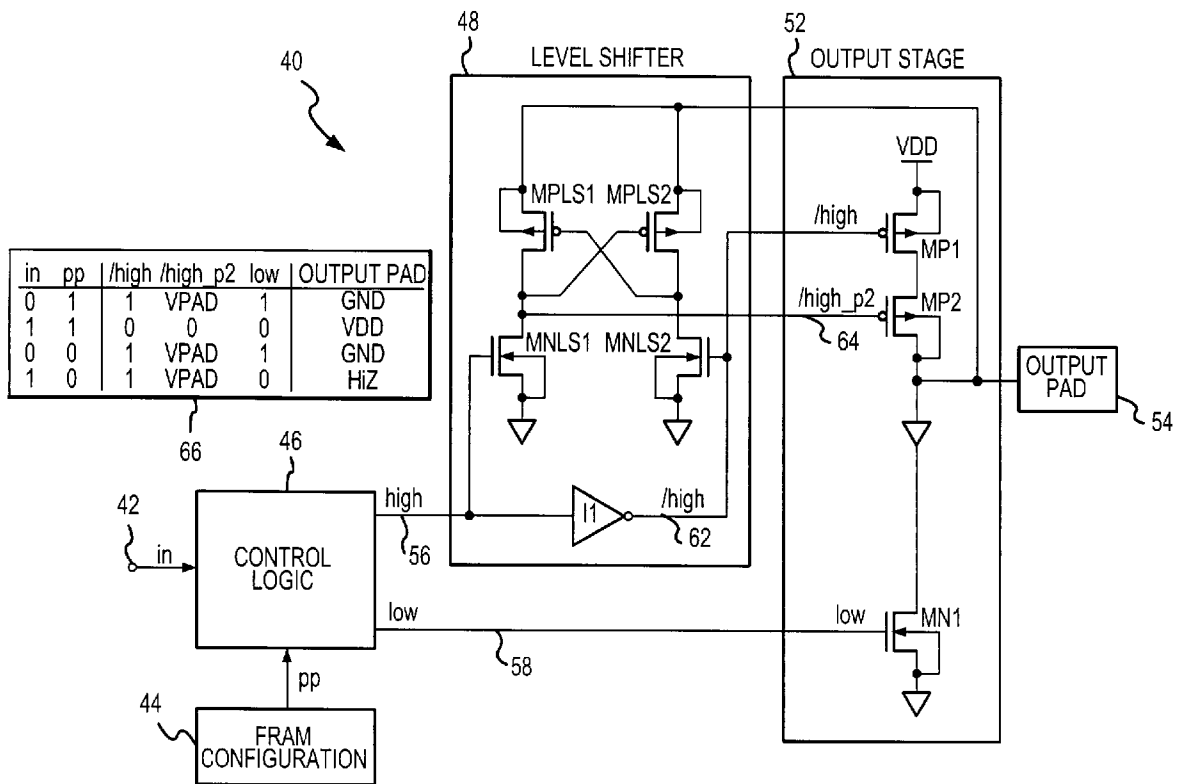 48
52
LEVEL SHIFTER
OUTPUT STAGE
40
VDD
MPLS1
MPLS2
/high
MP1
in pp /high /high_p2 low OUTPUT PAD
0 1 1 VPAD 1 GND
1 1 0 0 0 VDD
0 0 1 VPAD 1 GND
1 0 1 VPAD 0 HiZ
66
/high_p2
64
MP2
MNLS1
MNLS2
OUTPUT
PAD
54
46
42
in
CONTROL
LOGIC
high
56
I1
/high
62
low
58
low
MN1
pp
44
FRAM
CONFIGURATION